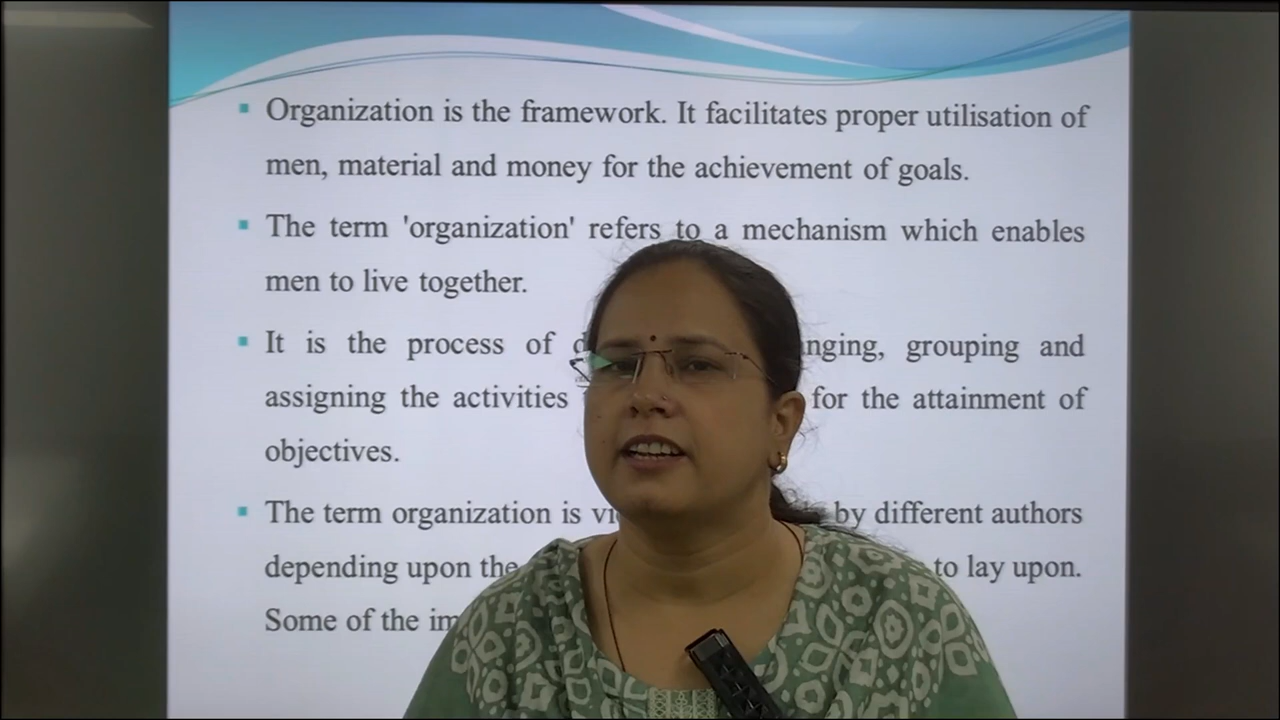 Organization is the framework. It facilitates proper utilisation of
men, material and money for the achievement of goals.
The term 'organization' refers to a mechanism which enables
men to live together.
It is the process of grouping and
assigning the activities for the attainment of
objectives.
The term organization is by different authors
depending upon the to lay upon.
Some of the